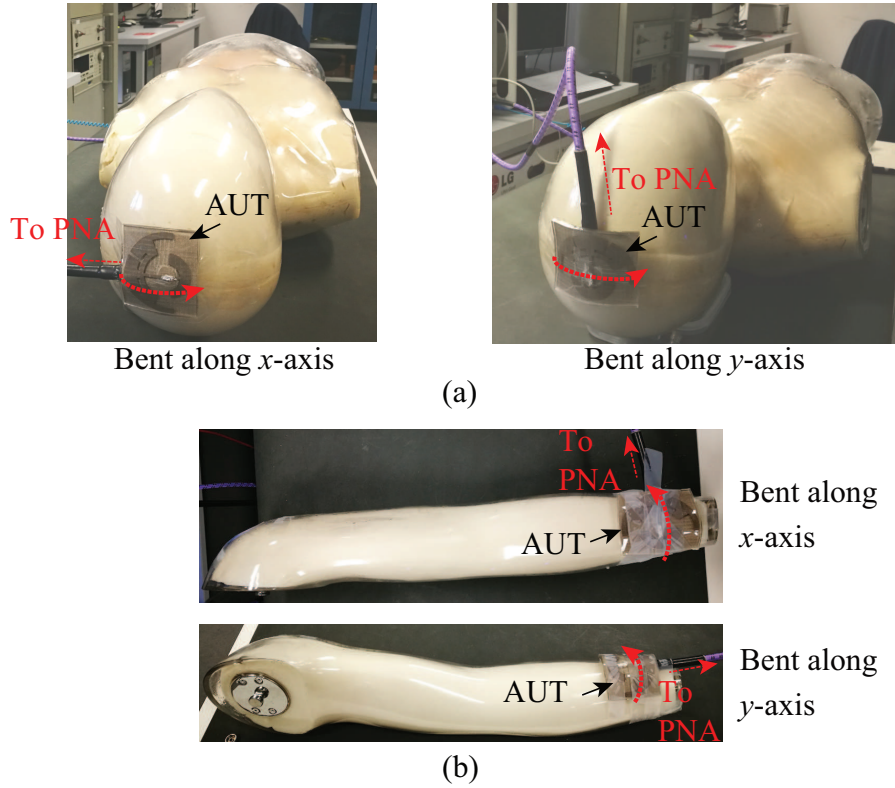 To PNA
AUT
Bent along x-axis
To PNA
AUT
LG
Bent along y-axis
(a)
To
PNA
AUT
Bent along
x-axis
AUT
To
PNA
Bent along
y-axis
(b)